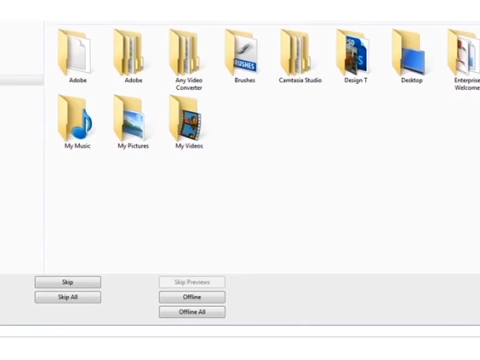 Adobe
Adobe
Any Video
Converter
Brushes
Camtasia Studio
Design T
Desktop
Enterprise
Welcome
My Music
My Pictures
My Videos
Skip
Skip Previews
Skip All
Offline
Offline All